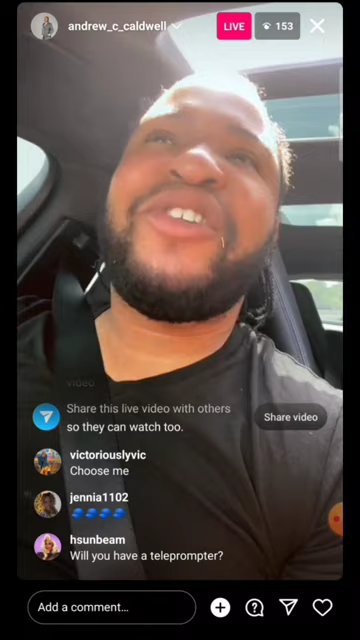 andrew_c_caldwell
LIVE
153
video
Share this live video with others
so they can watch too.
Share video
victoriouslyvic
Choose me
jennia1102
hsunbeam
Will you have a teleprompter?
Add a comment...